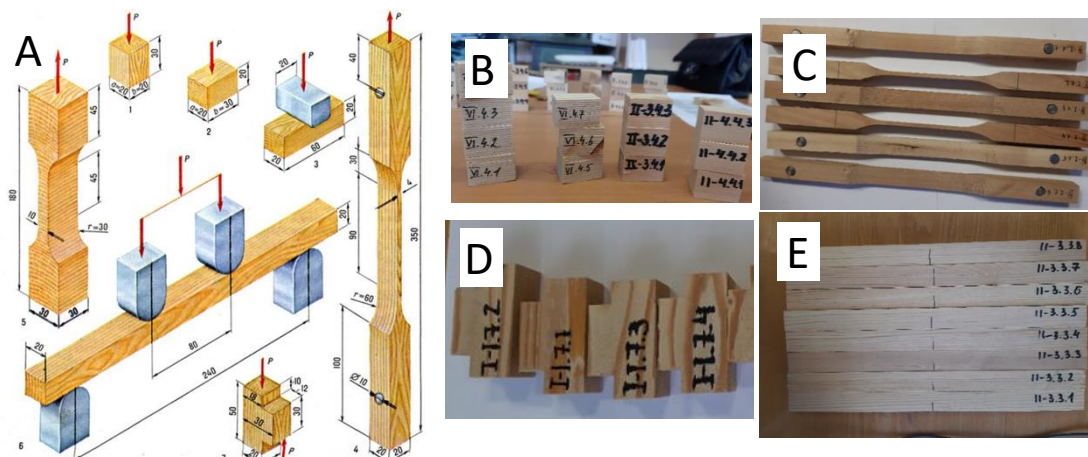 A
P
180
45
45
10
r=30
30
30
5
P
30
a=20
b=20
1
P
20
a=20
b=30
2
P
20
20
20
60
3
P
40
30
4
90
350
r=60
100
Ø10
20
20
4
20
80
240
20
6
P
10
12
18
50
30
30
20
P
B
VI.4.3
VI.4.2
VI.4.1
VI.4.7
VI.4.6
VI.4.5
II-3.4.3
II-3.4.2
II-3.4.1
II-4.4.3
II-4.4.2
II-4.4.1
C
D
I-1.7.2
I-1.7.1
I-1.7.3
I-1.7.4
E
II-3.3.8
II-3.3.7
II-3.3.6
II-3.3.5
II-3.3.4
II-3.3.3
II-3.3.2
II-3.3.1